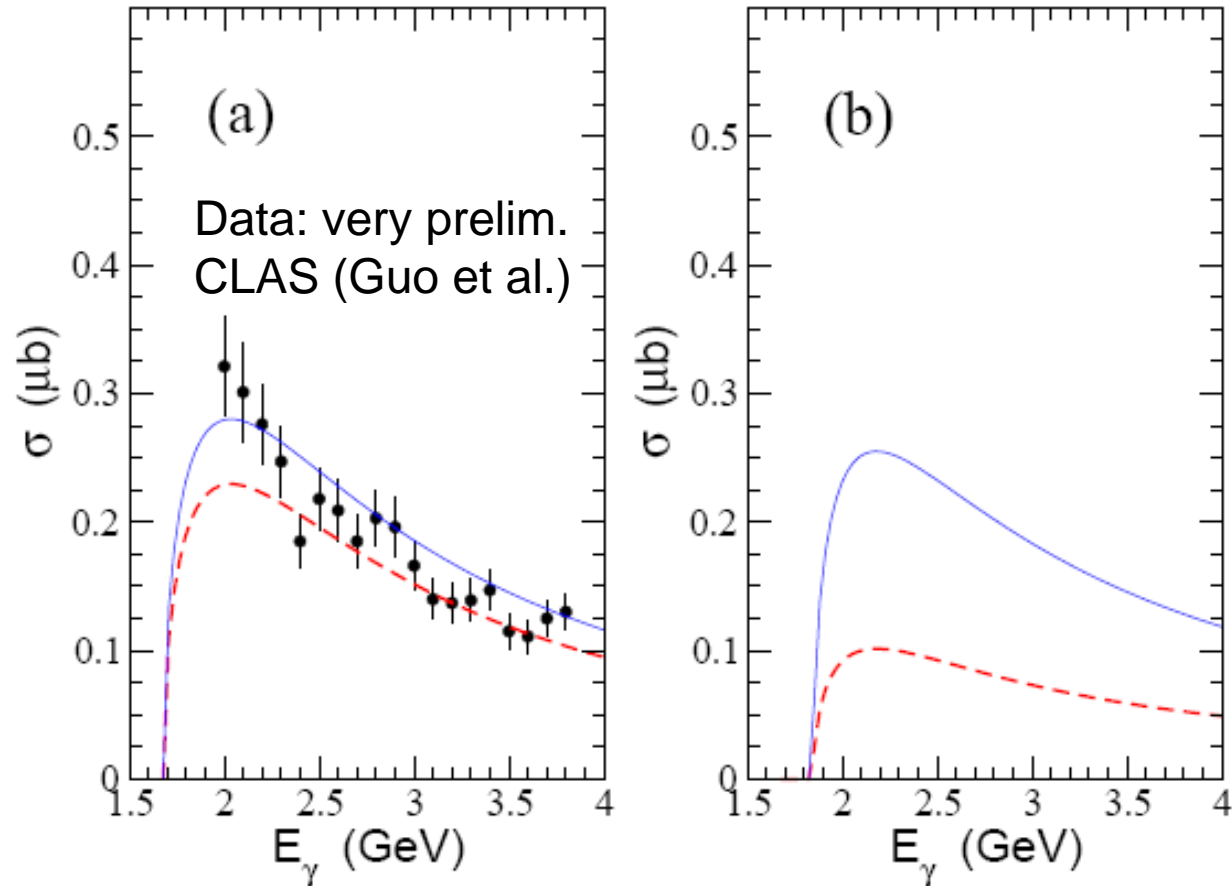 (a)
Data: very prelim.
CLAS (Guo et al.)
σ (μb)
0.5
0.4
0.3
0.2
0.1
0
1.5 2 2.5 3 3.5 4
E_γ (GeV)
(b)
σ (μb)
0.5
0.4
0.3
0.2
0.1
0
1.5 2 2.5 3 3.5 4
E_γ (GeV)